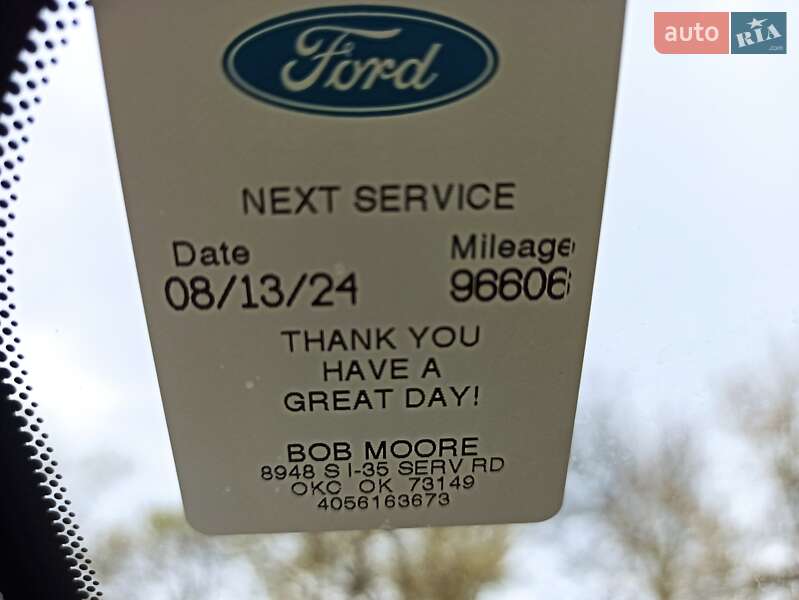 auto RIA
.com
Ford
NEXT SERVICE
Date Mileage
08/13/24 96606
THANK YOU
HAVE A
GREAT DAY!
BOB MOORE
8948 S I-35 SERV RD
OKC OK 73149
4056163673